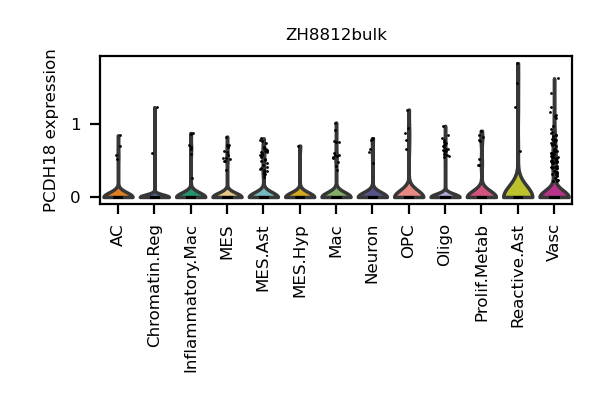 ZH8812bulk
PCDH18 expression
1
0
AC
Chromatin.Reg
Inflammatory.Mac
MES
MES.Ast
MES.Hyp
Mac
Neuron
OPC
Oligo
Prolif.Metab
Reactive.Ast
Vasc